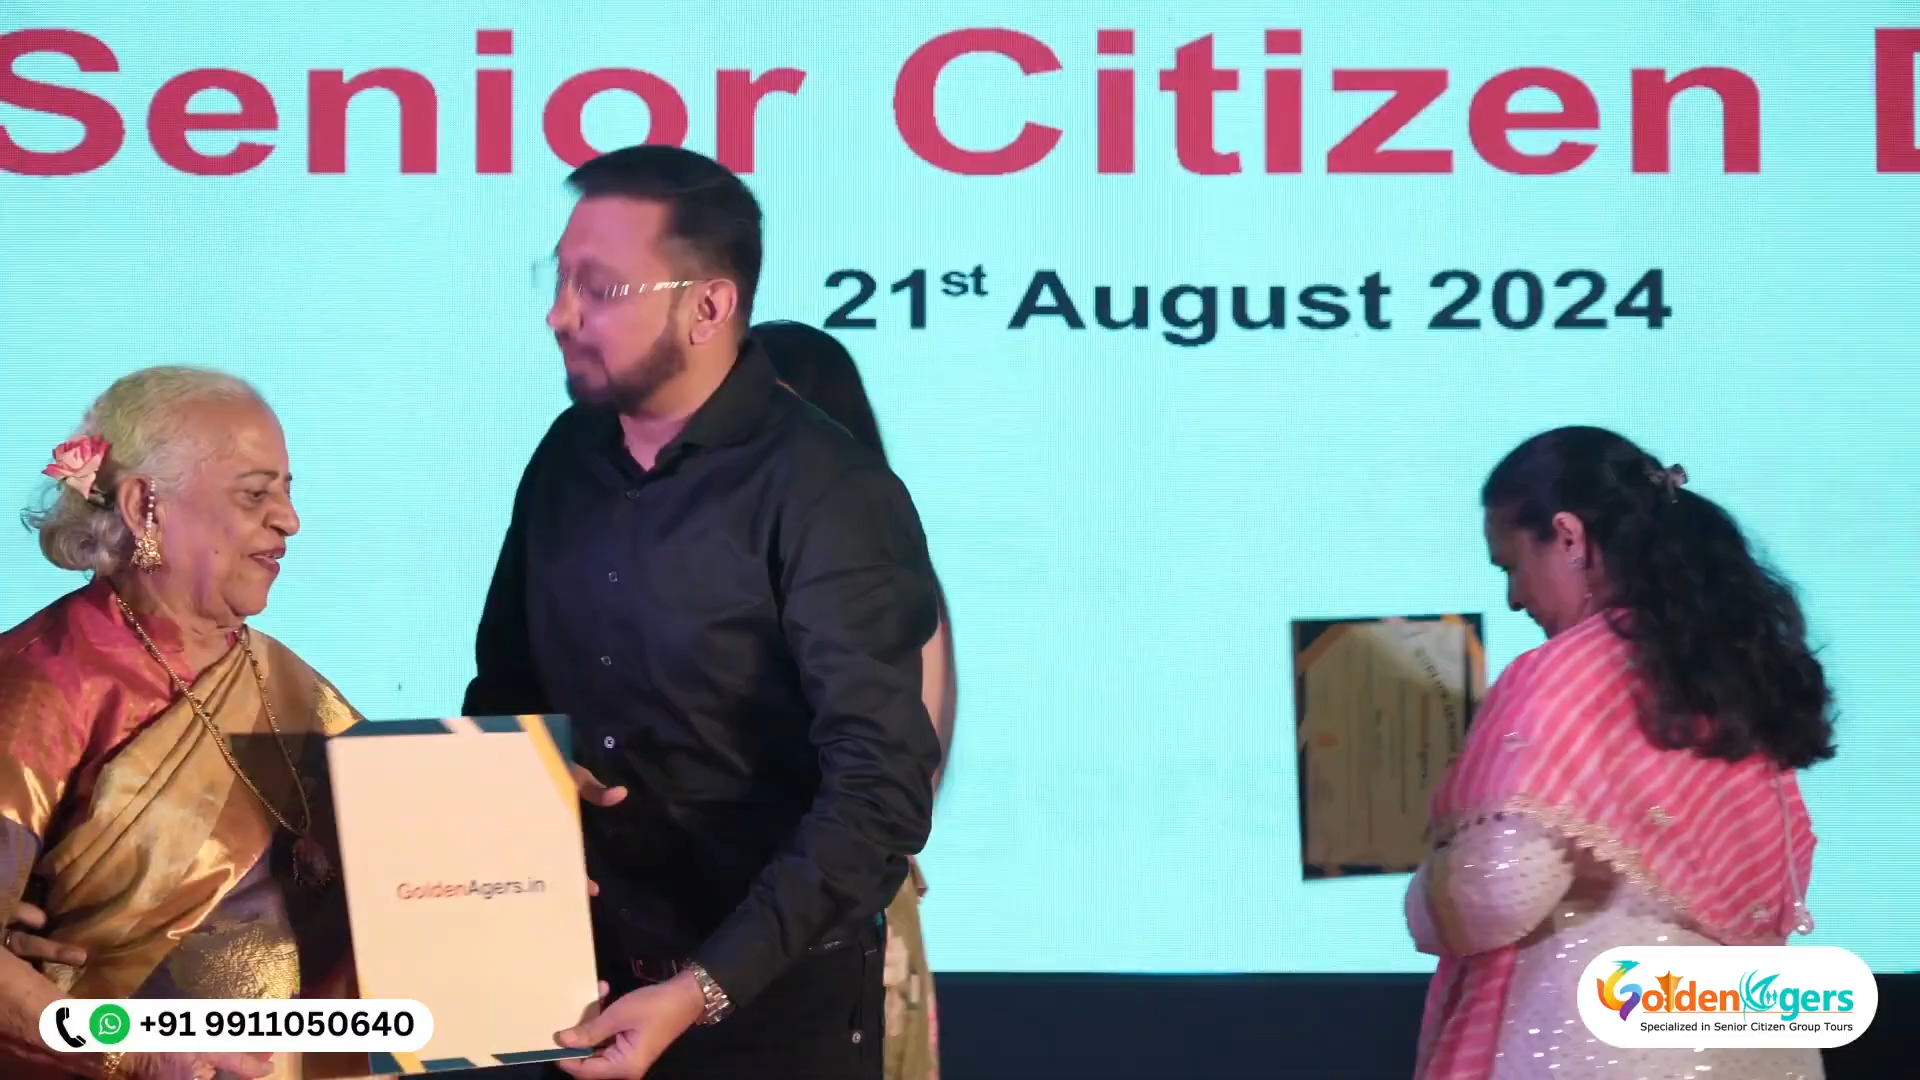 Senior Citizen D
21st August 2024
GoldenAgers.in
+91 9911050640
GoldenAgers
Specialized in Senior Citizen Group Tours